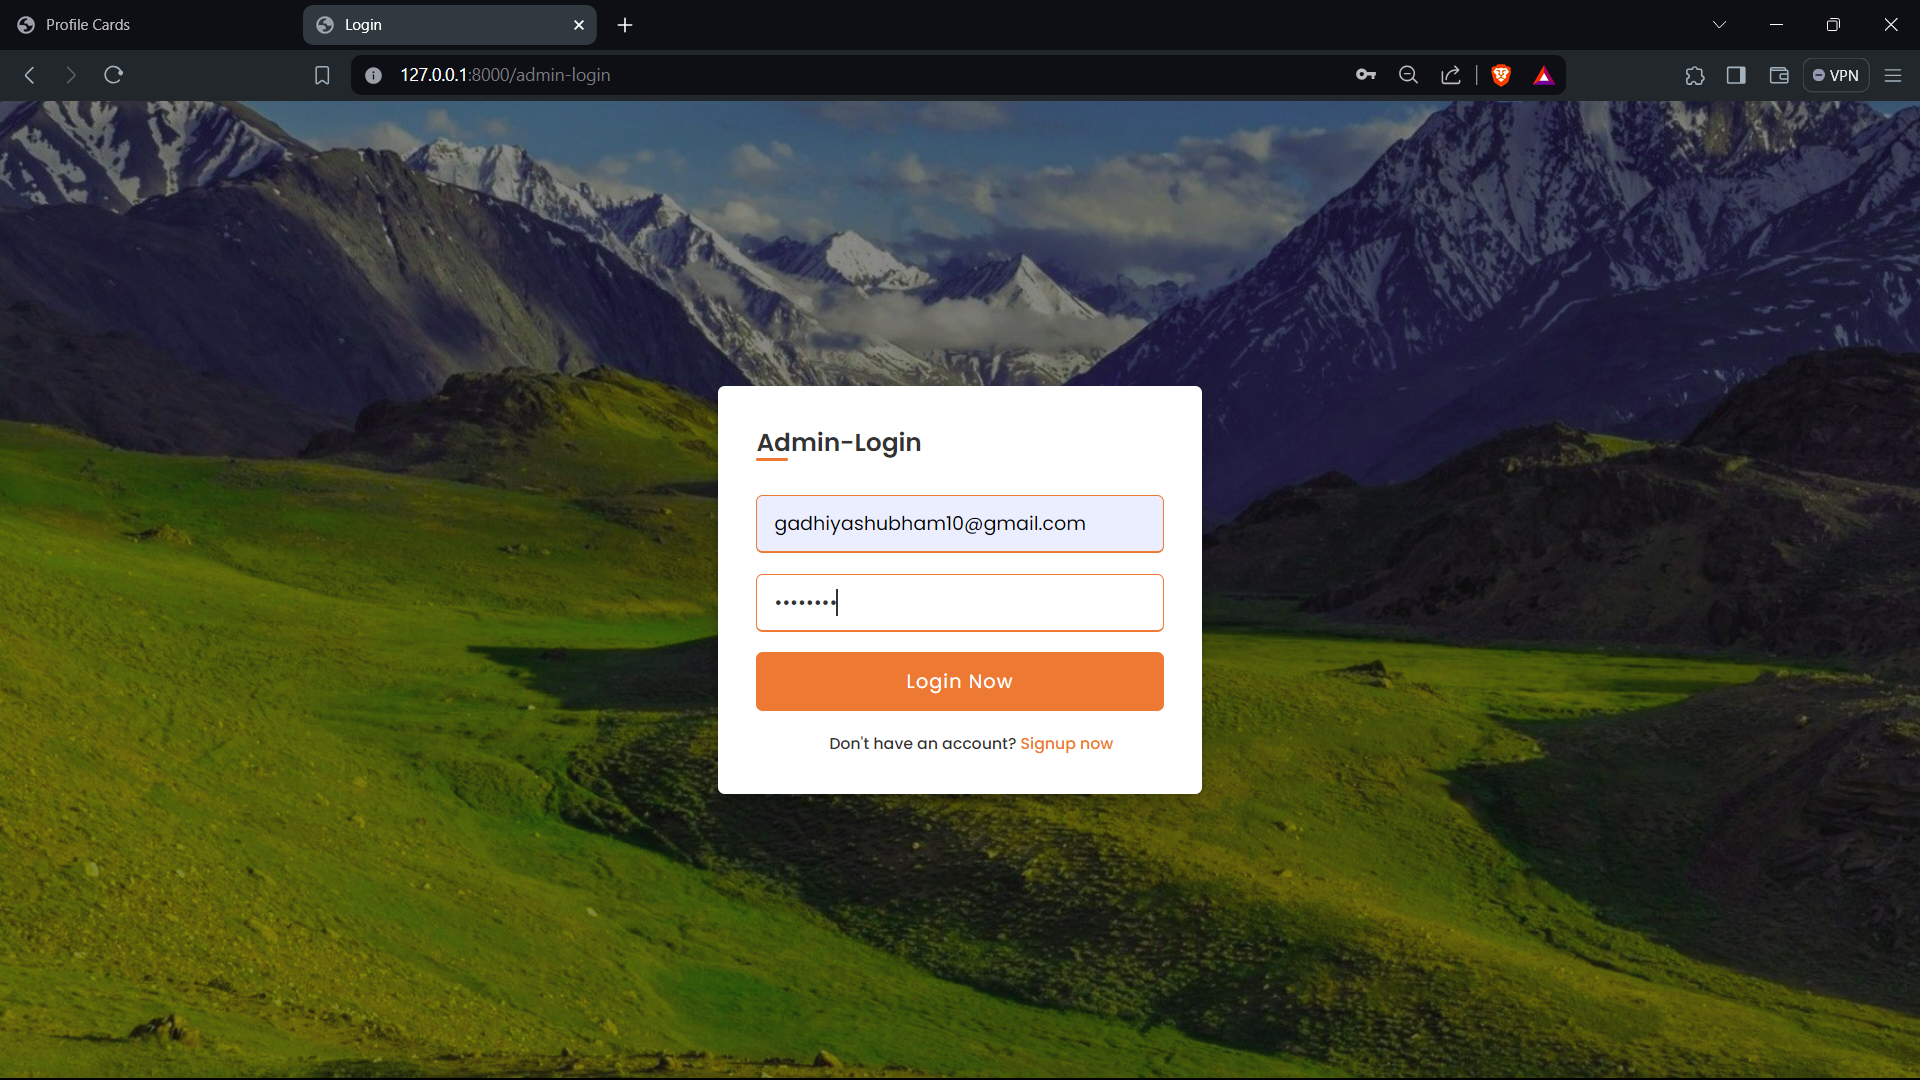 Profile Cards
Login
127.0.0.1:8000/admin-login
VPN
Admin-Login
gadhiyashubham10@gmail.com
••••••••
Login Now
Don't have an account? Signup now